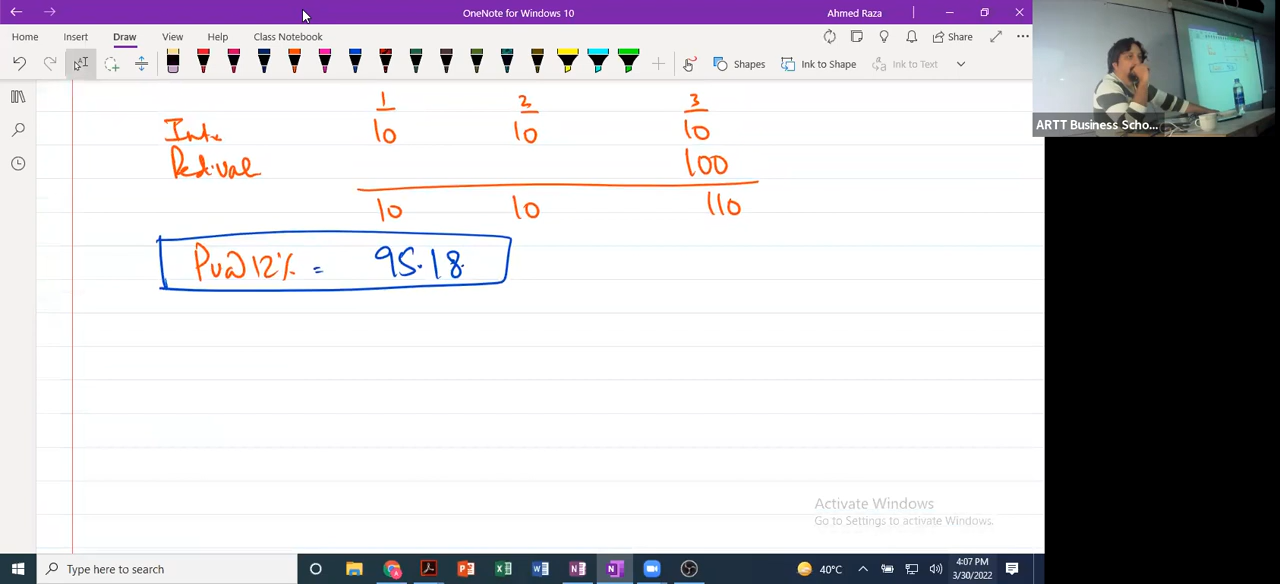 OneNote for Windows 10
Ahmed Raza
Home Insert Draw View Help Class Notebook
Share
Shapes Ink to Shape Ink to Text
1 2 3
10 10 10
100
10 10 110
PV@12% = 95.18
ARTT Business Scho...
Activate Windows
Go to Settings to activate Windows.
Type here to search
40°C
4:07 PM
3/30/2022